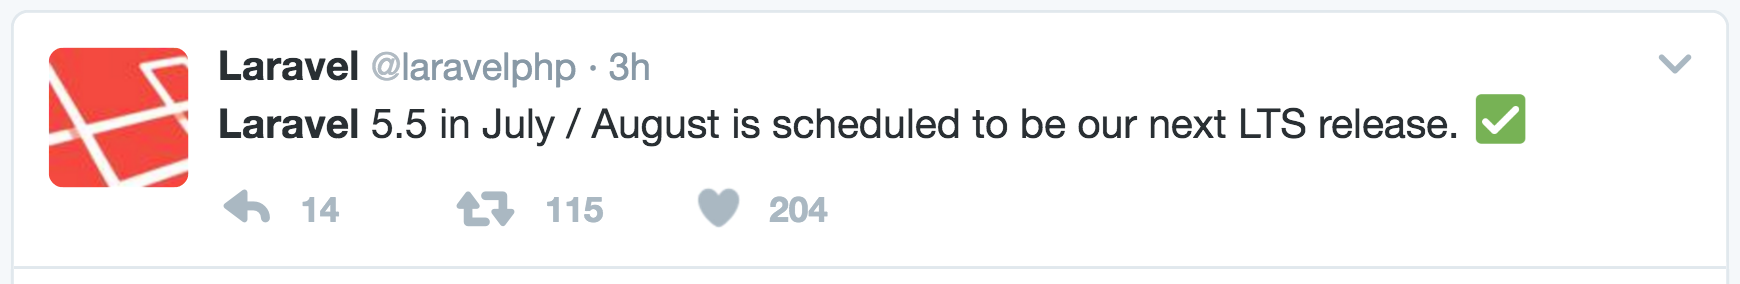 Laravel @laravelphp · 3h
Laravel 5.5 in July / August is scheduled to be our next LTS release. ✅
14 115 204